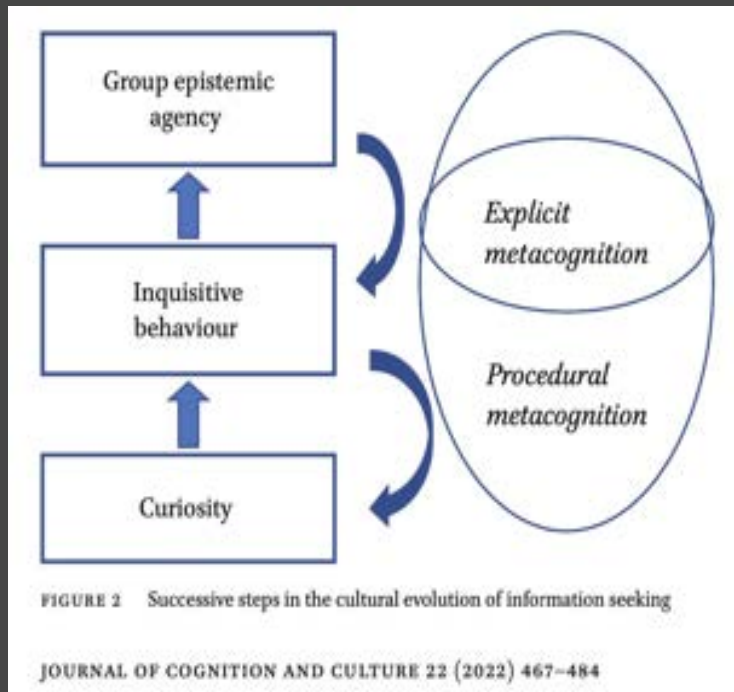 Group epistemic
agency
Explicit
metacognition
Inquisitive
behaviour
Procedural
metacognition
Curiosity
FIGURE 2 Successive steps in the cultural evolution of information seeking
JOURNAL OF COGNITION AND CULTURE 22 (2022) 467–484